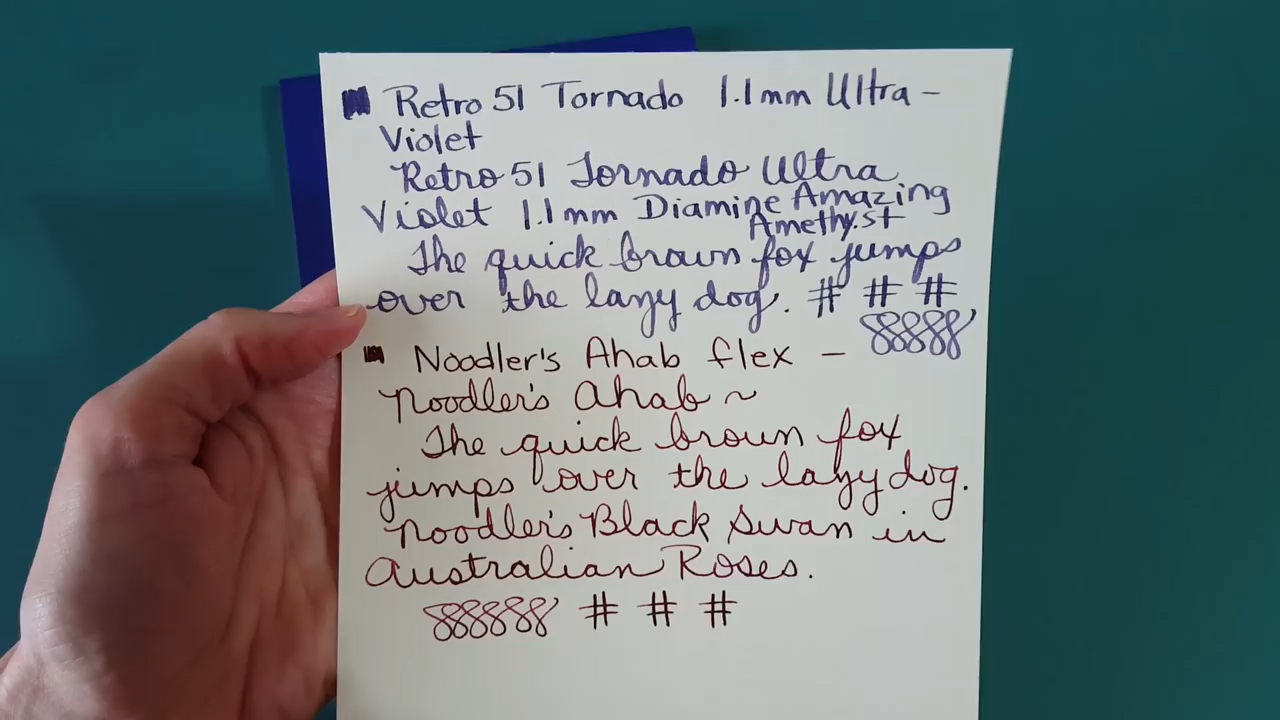 Retro 51 Tornado 1.1mm Ultra -
Violet
Retro 51 Tornado Ultra
Violet 1.1mm Diamine Amazing
Amethyst
The quick brown fox jumps
over the lazy dog. # # #
88888
Noodler's Ahab flex -
Noodler's Ahab ~
The quick brown fox
jumps over the lazy dog.
Noodler's Black Swan in
Australian Roses.
888888 # # #